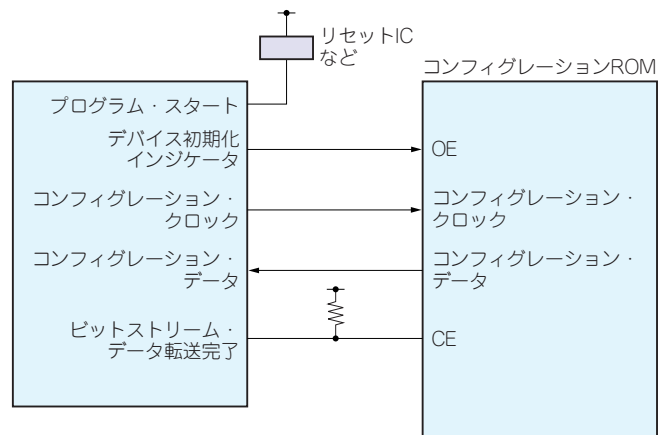 リセットIC
など
コンフィグレーションROM
プログラム・スタート
デバイス初期化
インジケータ
OE
コンフィグレーション・
クロック
コンフィグレーション・
クロック
コンフィグレーション・
データ
コンフィグレーション・
データ
ビットストリーム・
データ転送完了
CE